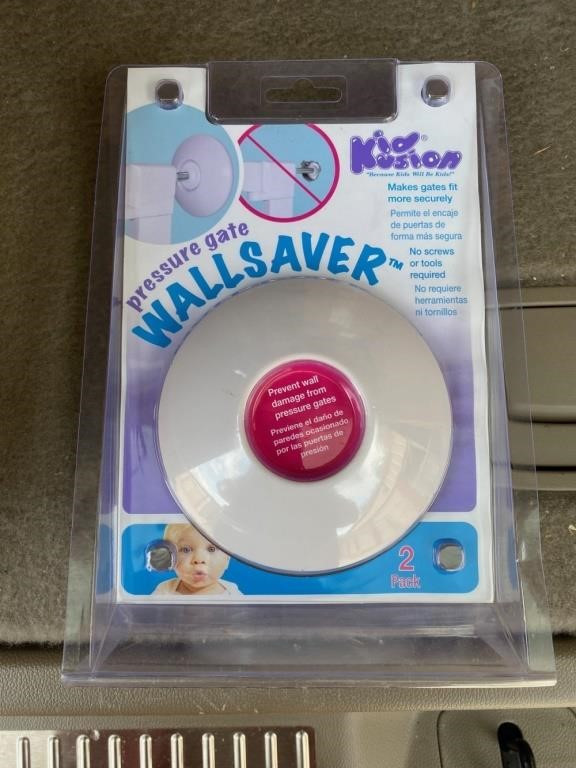 Kid
Kusion®
"Because Kids Will Be Kids!"
Makes gates fit
more securely
Permite el encaje
de puertas de
forma más segura
No screws
or tools
required
No requiere
herramientas
ni tornillos
pressure gate
WALLSAVER™
Prevent wall
damage from
pressure gates
Previene el daño de
paredes ocasionado
por las puertas de
presión
2
Pack